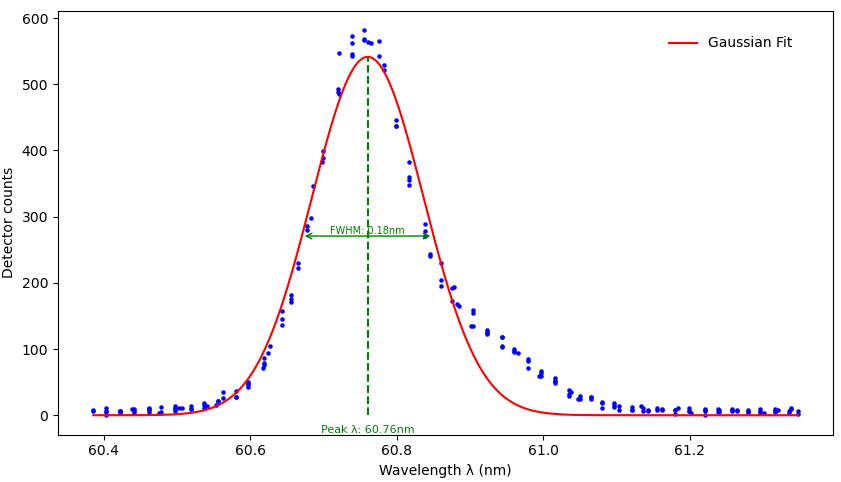 600
500
400
300
200
100
0
Detector counts
Gaussian Fit
FWHM: 0.18nm
Peak λ: 60.76nm
60.4 60.6 60.8 61.0 61.2
Wavelength λ (nm)